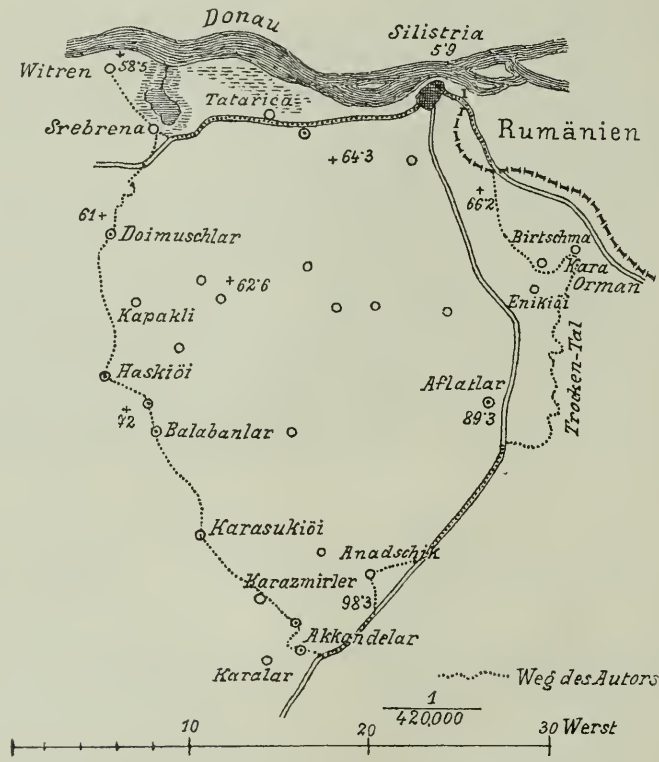 Donau
Silistria
5·9
Witren
+ 58·5
Tatarica
Srebrena
Rumänien
+ 64·3
+ 66·2
61 +
Doimuschlar
Birtschma
Kara Orman
+ 62·6
Kapakli
Enikiöi
Haskiöi
Aflatlar
89·3
Trocken-Tal
+ 72
Balabanlar
Karasukiöi
Anadschik
Karazmirler
98·3
Akkandelar
Karalar
Weg des Autors
1
420,000
10 20 30 Werst